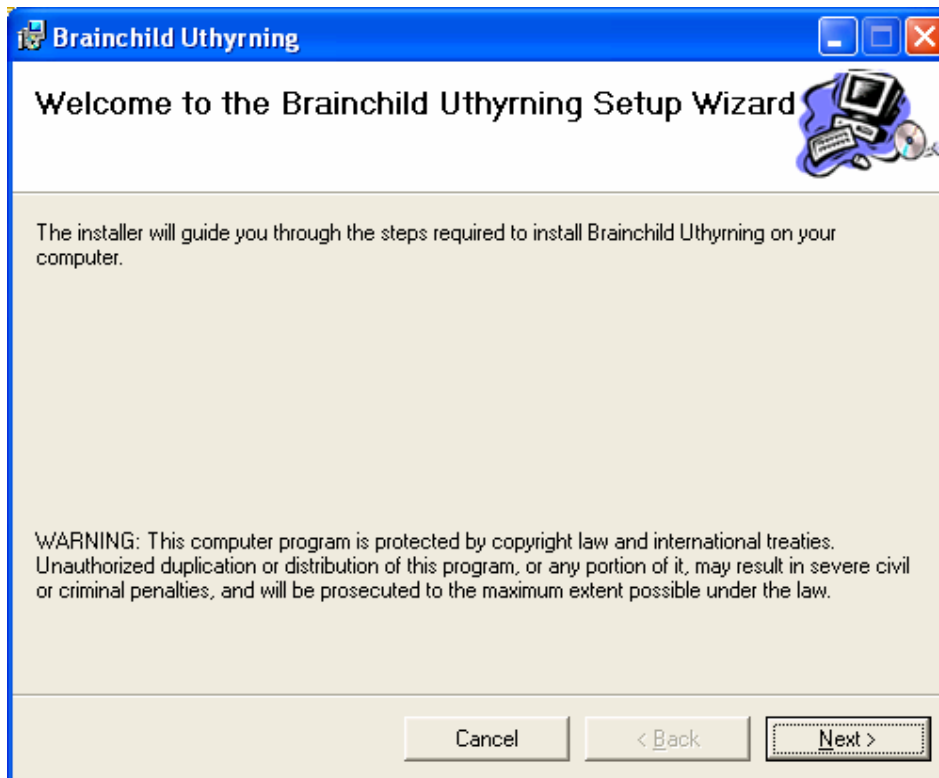 Brainchild Uthyrning
Welcome to the Brainchild Uthyrning Setup Wizard
The installer will guide you through the steps required to install Brainchild Uthyrning on your
computer.
WARNING: This computer program is protected by copyright law and international treaties.
Unauthorized duplication or distribution of this program, or any portion of it, may result in severe civil
or criminal penalties, and will be prosecuted to the maximum extent possible under the law.
Cancel < Back Next >